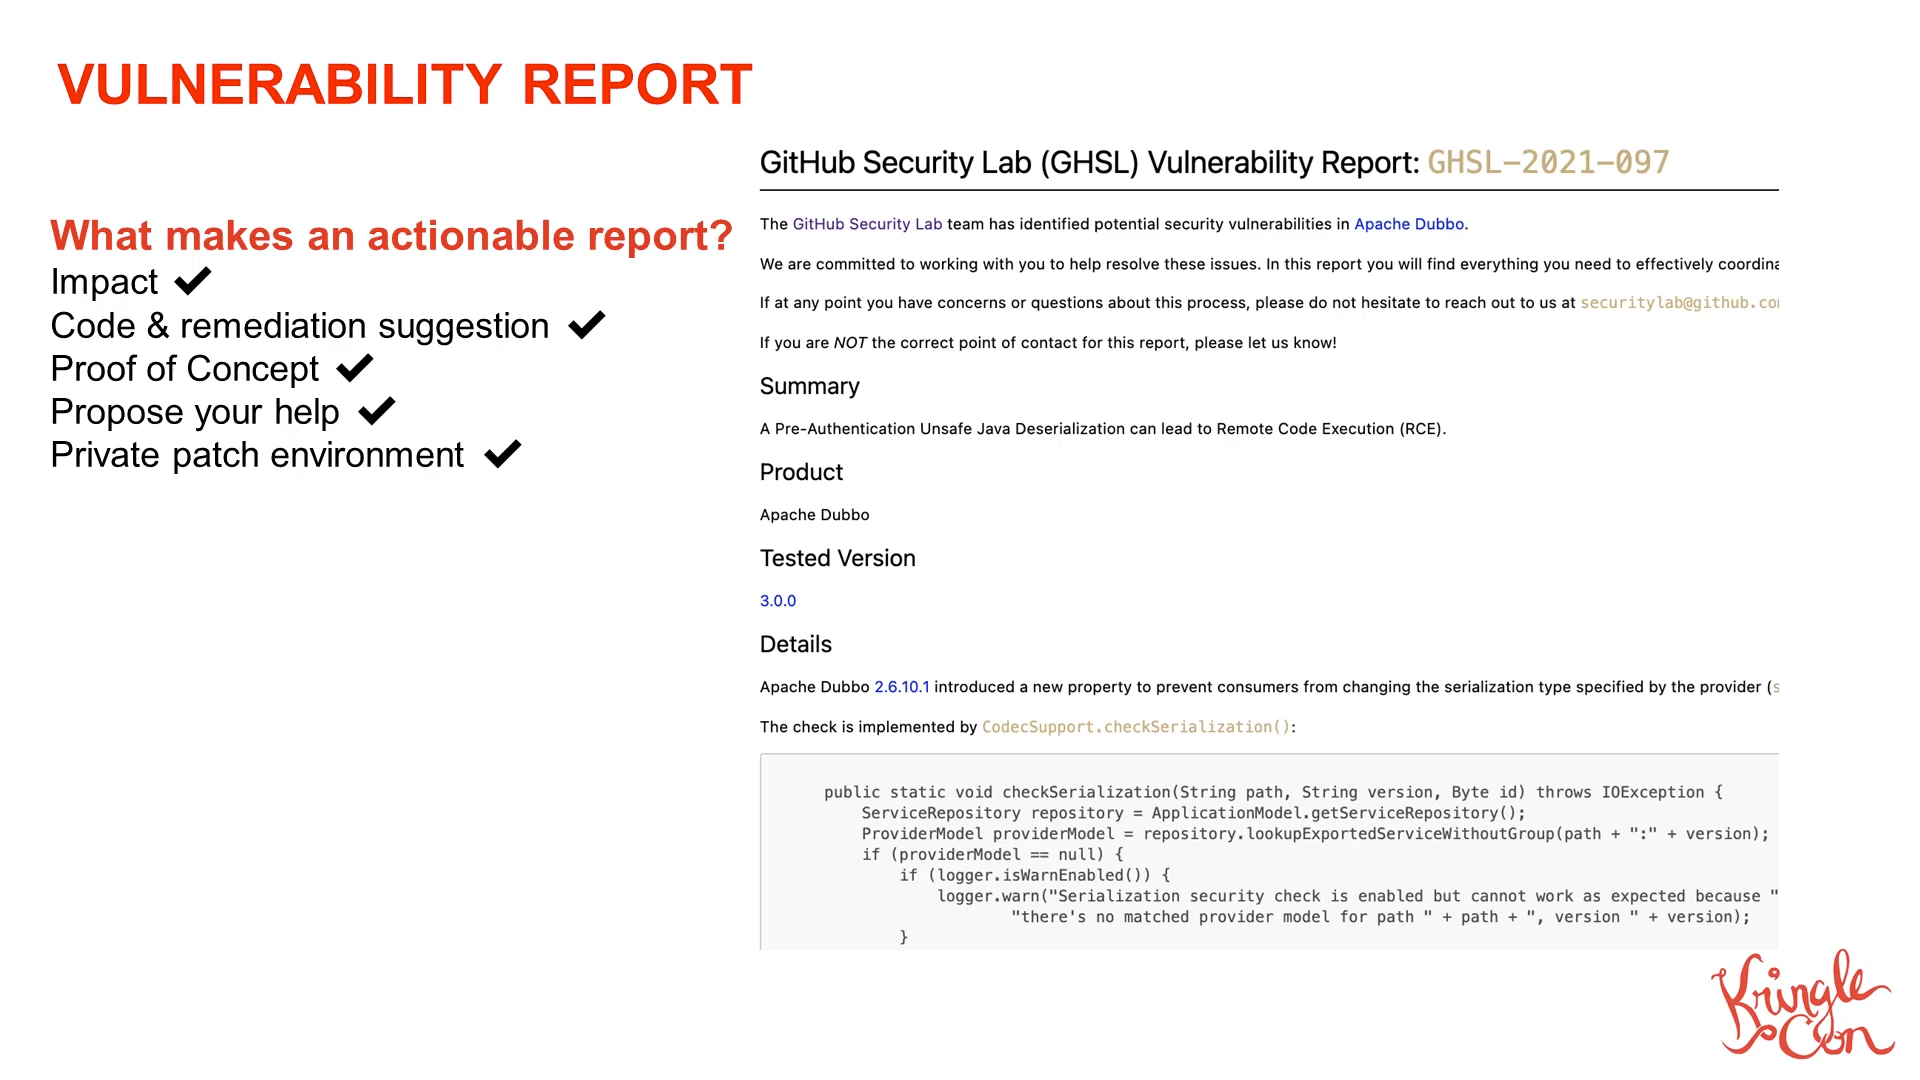 VULNERABILITY REPORT
What makes an actionable report?
Impact ✔
Code & remediation suggestion ✔
Proof of Concept ✔
Propose your help ✔
Private patch environment ✔
GitHub Security Lab (GHSL) Vulnerability Report: GHSL-2021-097
The GitHub Security Lab team has identified potential security vulnerabilities in Apache Dubbo.
We are committed to working with you to help resolve these issues. In this report you will find everything you need to effectively coordina
If at any point you have concerns or questions about this process, please do not hesitate to reach out to us at securitylab@github.co
If you are NOT the correct point of contact for this report, please let us know!
Summary
A Pre-Authentication Unsafe Java Deserialization can lead to Remote Code Execution (RCE).
Product
Apache Dubbo
Tested Version
3.0.0
Details
Apache Dubbo 2.6.10.1 introduced a new property to prevent consumers from changing the serialization type specified by the provider (s
The check is implemented by CodecSupport.checkSerialization():
public static void checkSerialization(String path, String version, Byte id) throws IOException {
ServiceRepository repository = ApplicationModel.getServiceRepository();
ProviderModel providerModel = repository.lookupExportedServiceWithoutGroup(path + ":" + version);
if (providerModel == null) {
if (logger.isWarnEnabled()) {
logger.warn("Serialization security check is enabled but cannot work as expected because "
"there's no matched provider model for path " + path + ", version " + version);
}
Kringle
Con